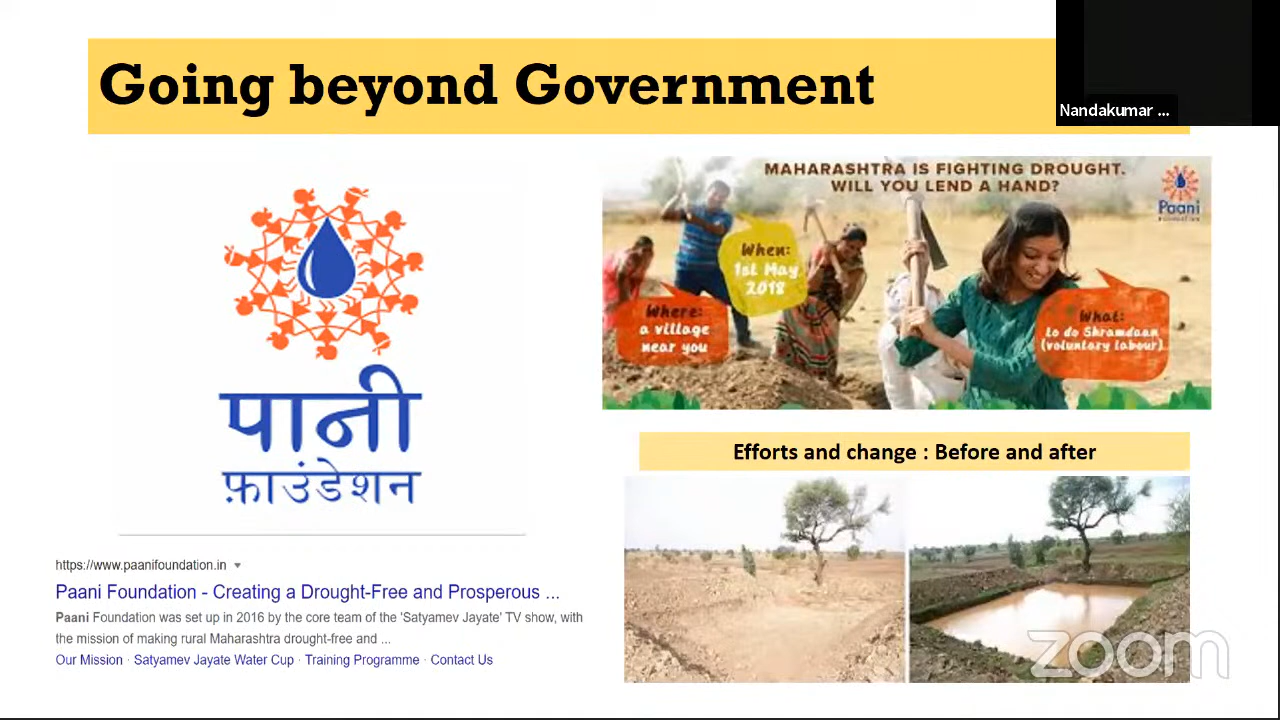 Going beyond Government
Nandakumar ...
पानी
फ़ाउंडेशन
MAHARASHTRA IS FIGHTING DROUGHT.
WILL YOU LEND A HAND?
Paani
When:
1st May
2018
Where:
a village
near you
What:
to do Shramdaan
(voluntary labour)
Efforts and change : Before and after
https://www.paanifoundation.in
Paani Foundation - Creating a Drought-Free and Prosperous ...
Paani Foundation was set up in 2016 by the core team of the 'Satyamev Jayate' TV show, with
the mission of making rural Maharashtra drought-free and ...
Our Mission · Satyamev Jayate Water Cup · Training Programme · Contact Us
zoom